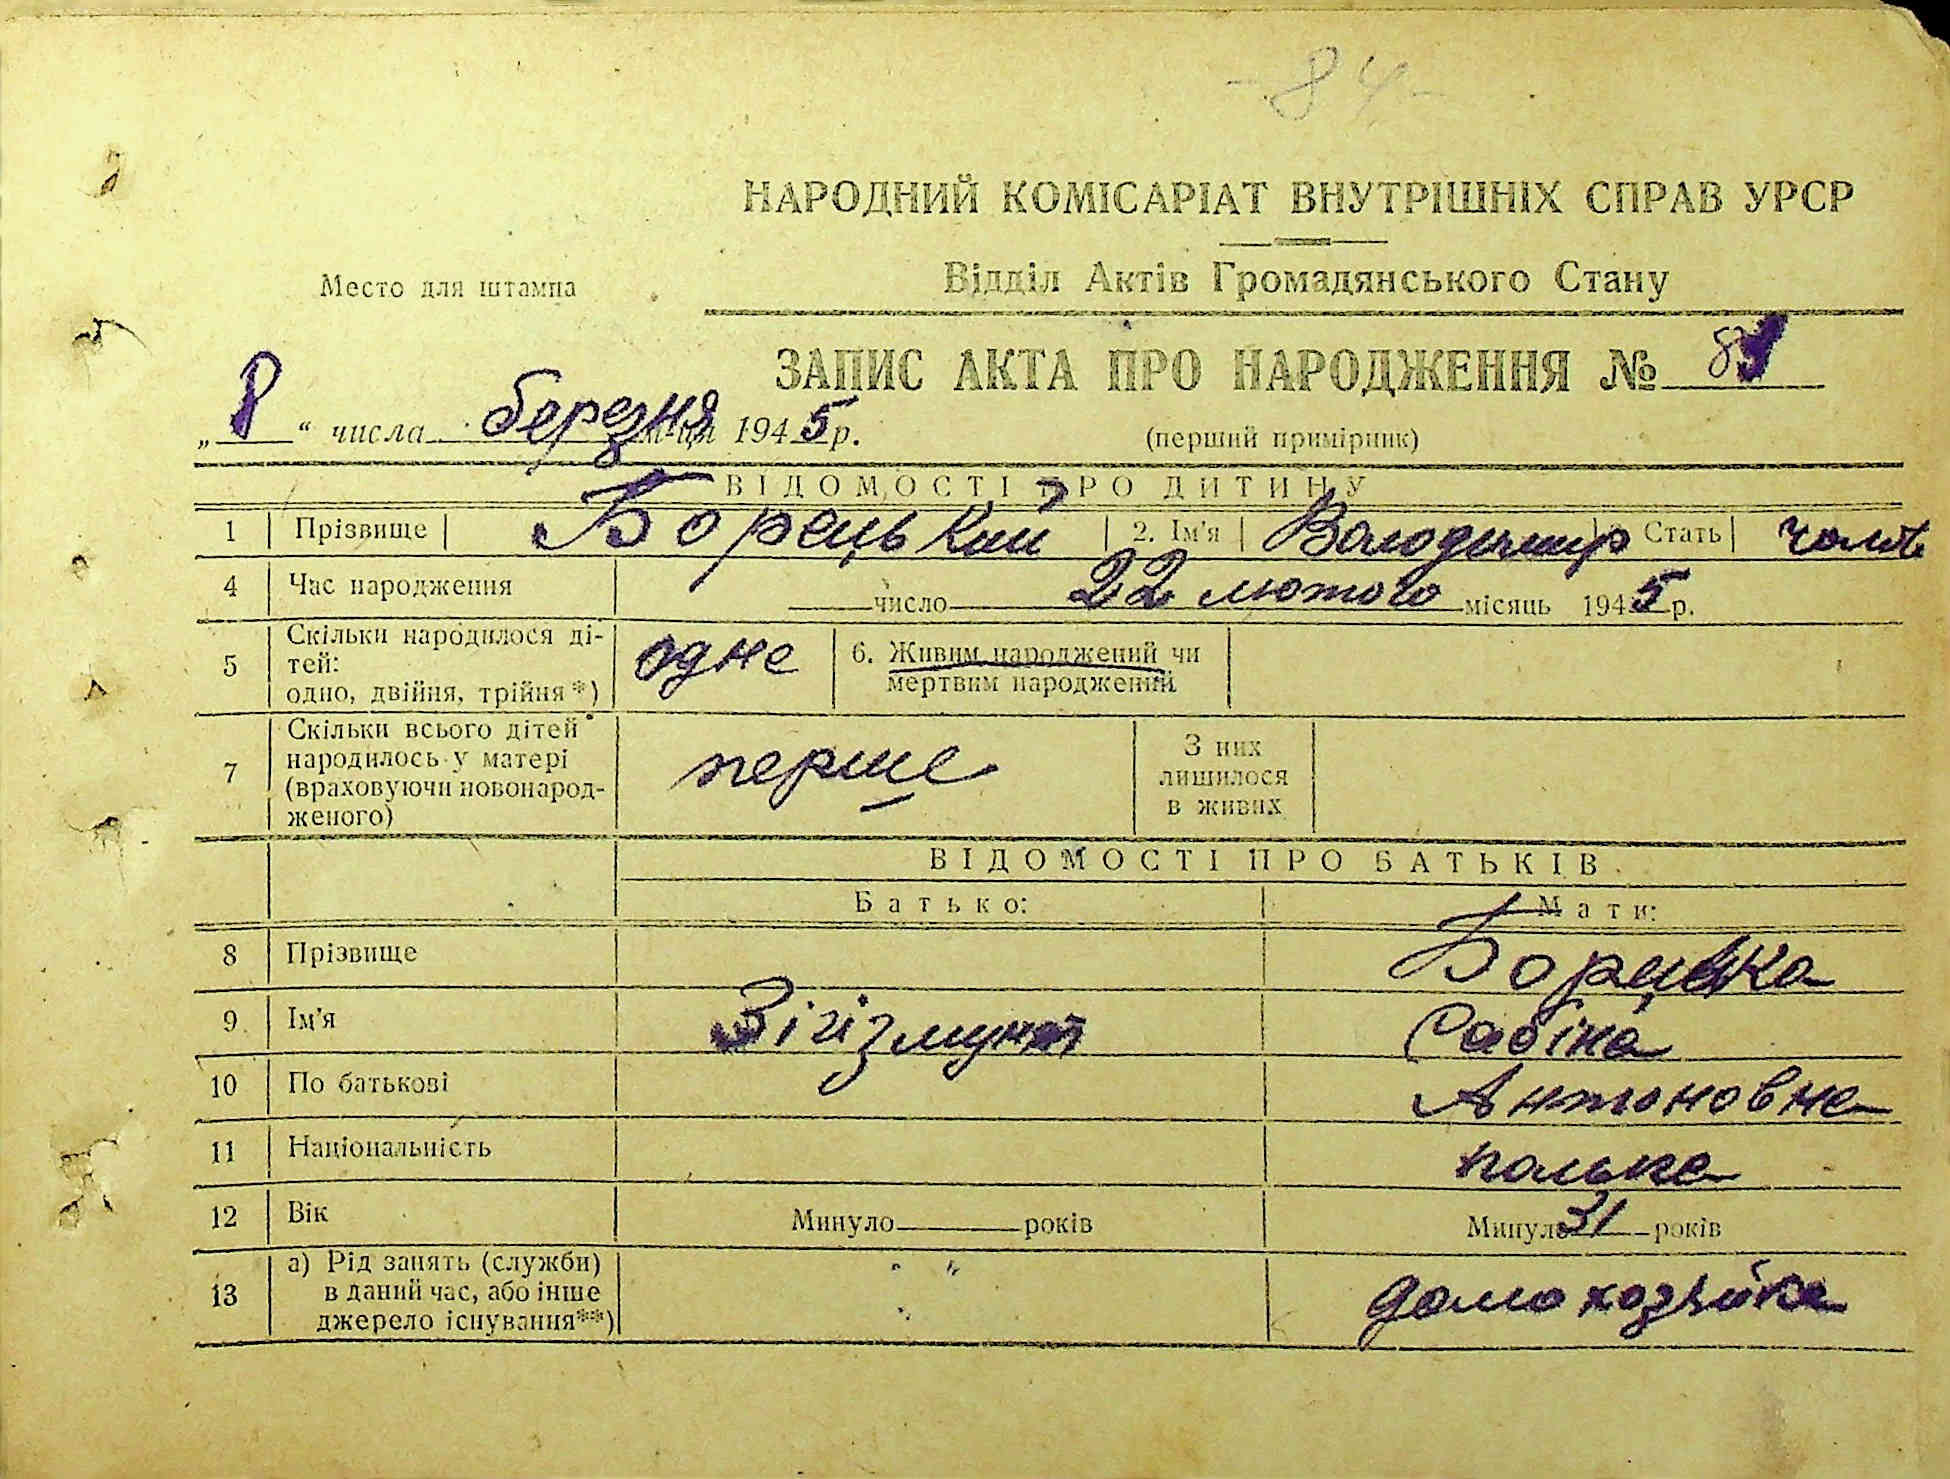 - 84 -
НАРОДНИЙ КОМІСАРІАТ ВНУТРІШНІХ СПРАВ УРСР
Место для штампа
Відділ Актів Громадянського Стану
ЗАПИС АКТА ПРО НАРОДЖЕННЯ №
„8“ числа березня м-ця 1945 р.
(перший примірник)
ВІДОМОСТІ ПРО ДИТИНУ
1 Прізвище Борецький 2. Ім'я Володимир Стать
4 Час народження число 22 лютого місяць 1945 р.
5 Скільки народилося дітей: одно, двійня, трійня*) одне 6. Живим народжений чи мертвим народжений
7 Скільки всього дітей народилось у матері (враховуючи новонародженого) перше З них лишилося в живих
ВІДОМОСТІ ПРО БАТЬКІВ
Батько: Мати:
8 Прізвище Борецька
9 Ім'я Зігізмунт Сабіна
10 По батькові Антоновна
11 Національність полька
12 Вік Минуло років Минуло 31 років
13 а) Рід занять (служби) в даний час, або інше джерело існування**) домохозяйка